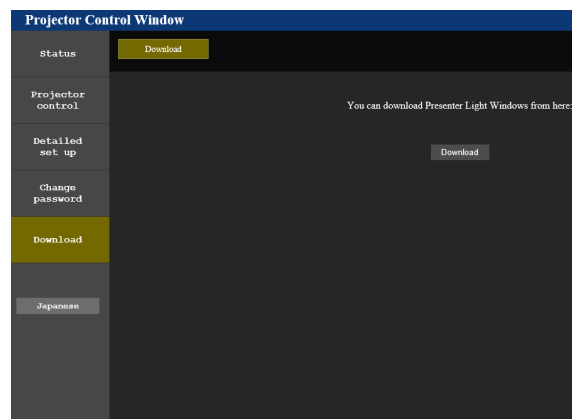 Projector Control Window
Status
Download
Projector
control
You can download Presenter Light Windows from here:
Detailed
set up
Download
Change
password
Download
Japanese